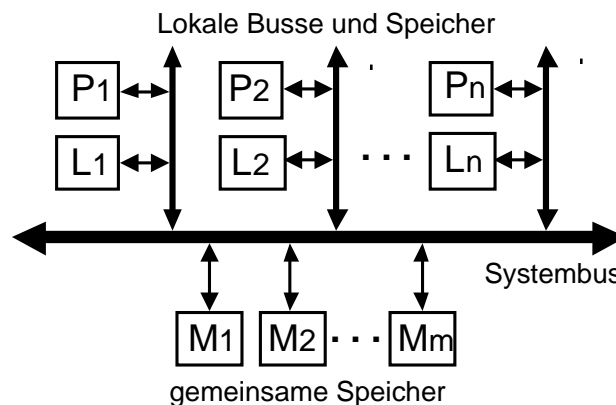 Lokale Busse und Speicher
P1 P2 Pn
L1 L2 . . . Ln
Systembus
M1 M2 . . . Mm
gemeinsame Speicher